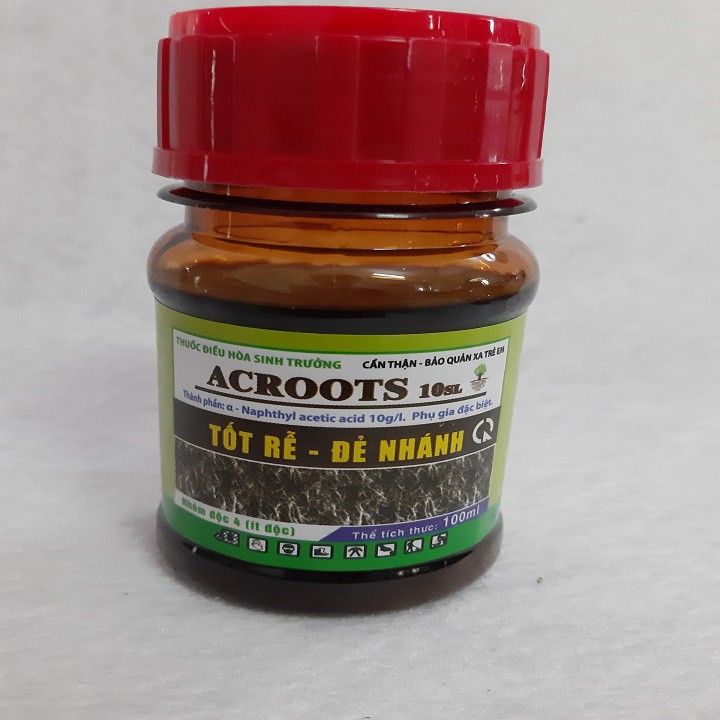 THUỐC ĐIỀU HÒA SINH TRƯỞNG
CẨN THẬN - BẢO QUẢN XA TRẺ EM
ACROOTS 10SL
Thành phần: α - Naphthyl acetic acid 10g/l. Phụ gia đặc biệt.
TỐT RỄ - ĐẺ NHÁNH
Nhóm độc 4 (ít độc)
Thể tích thực: 100ml